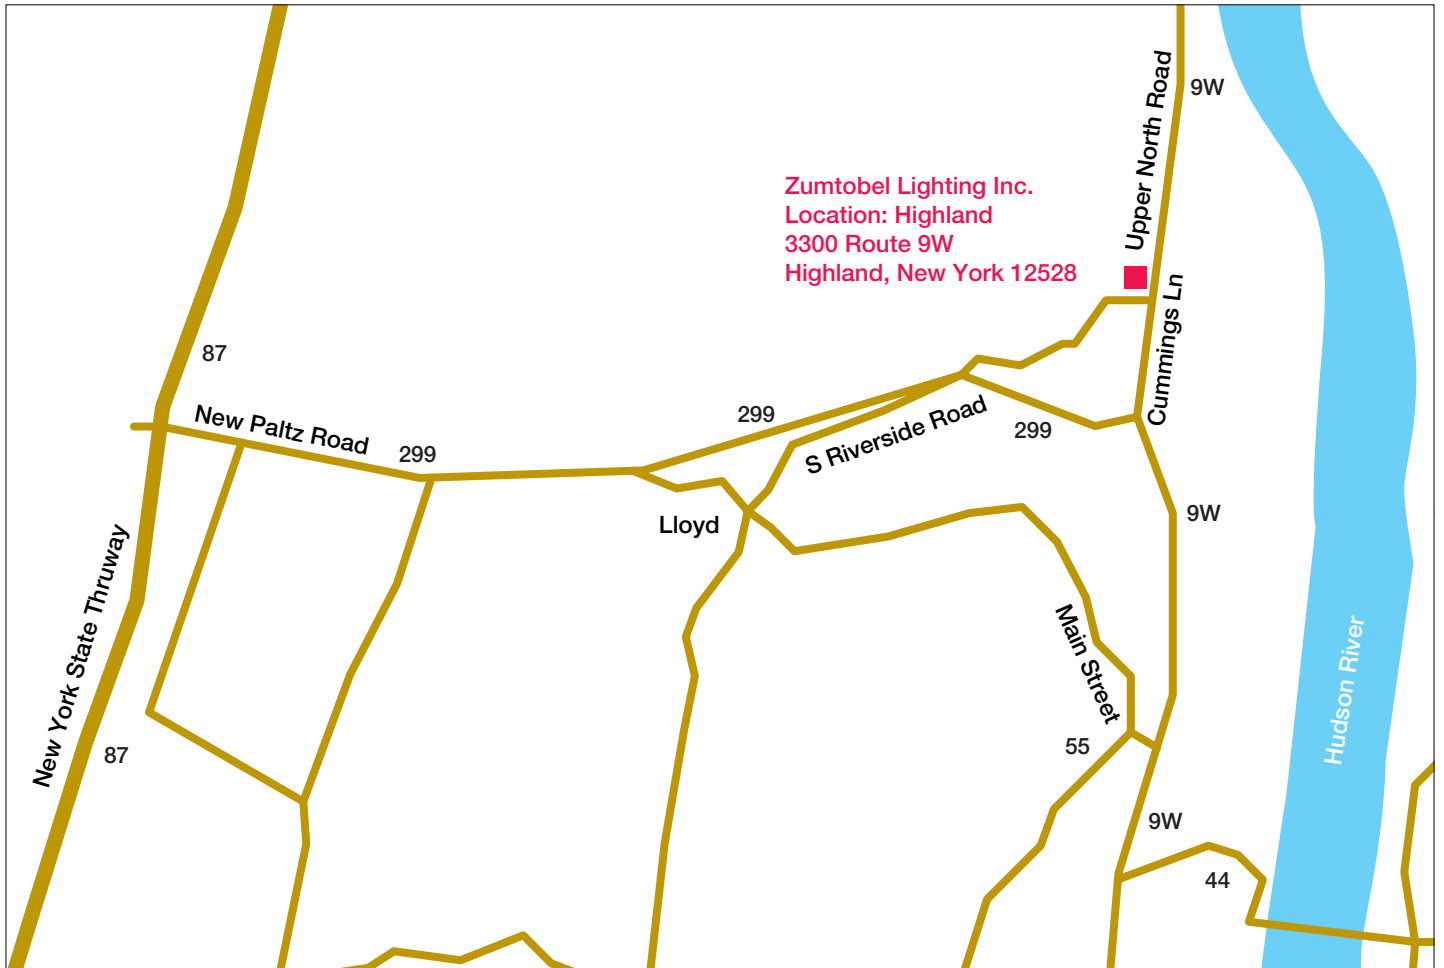 9W
Upper North Road
Zumtobel Lighting Inc.
Location: Highland
3300 Route 9W
Highland, New York 12528
Cummings Ln
87
New Paltz Road
299
299
S Riverside Road
299
Lloyd
9W
New York State Thruway
Main Street
Hudson River
55
87
9W
44